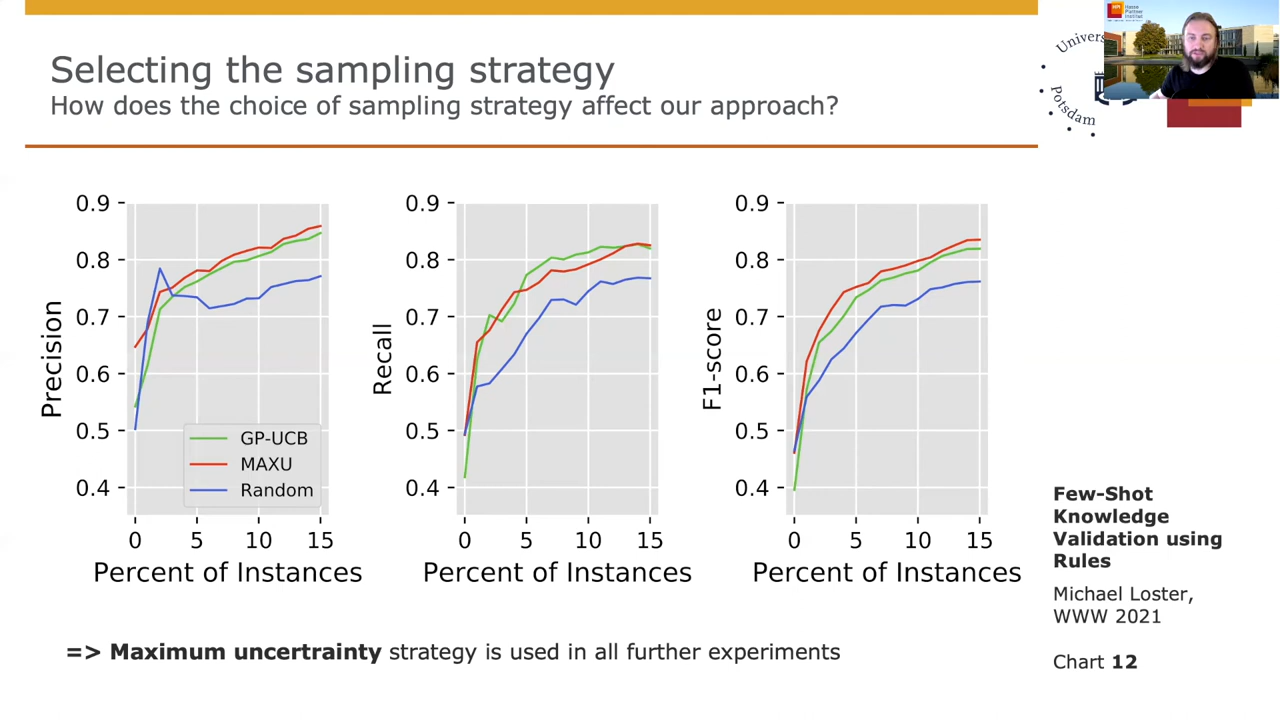 Selecting the sampling strategy
How does the choice of sampling strategy affect our approach?
Hasso
Plattner
Institut
HPI
Univers
Potsdam
0.9
0.8
0.7
0.6
0.5
0.4
Precision
GP-UCB
MAXU
Random
0 5 10 15
Percent of Instances
0.9
0.8
0.7
0.6
0.5
0.4
Recall
0 5 10 15
Percent of Instances
0.9
0.8
0.7
0.6
0.5
0.4
F1-score
0 5 10 15
Percent of Instances
=> Maximum uncertainty strategy is used in all further experiments
Few-Shot
Knowledge
Validation using
Rules
Michael Loster,
WWW 2021
Chart 12